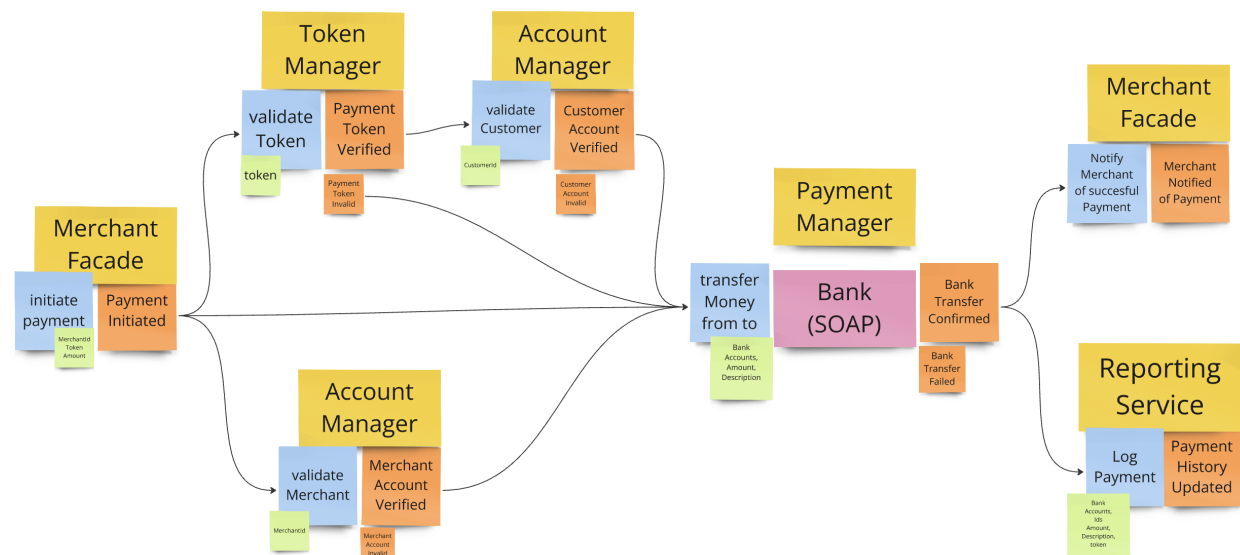 Token
Manager
validate
Token
token
Payment
Token
Verified
Payment
Token
Invalid
Account
Manager
validate
Customer
CustomerId
Customer
Account
Verified
Customer
Account
Invalid
Merchant
Facade
initiate
payment
MerchantId
Token
Amount
Payment
Initiated
Account
Manager
validate
Merchant
MerchantId
Merchant
Account
Verified
Merchant
Account
Invalid
Payment
Manager
transfer
Money
from to
Bank
Accounts,
Amount,
Description
Bank
(SOAP)
Bank
Transfer
Confirmed
Bank
Transfer
Failed
Merchant
Facade
Notify
Merchant
of succesful
Payment
Merchant
Notified
of Payment
Reporting
Service
Log
Payment
Bank
Accounts,
Ids
Amount,
Description,
token
Payment
History
Updated